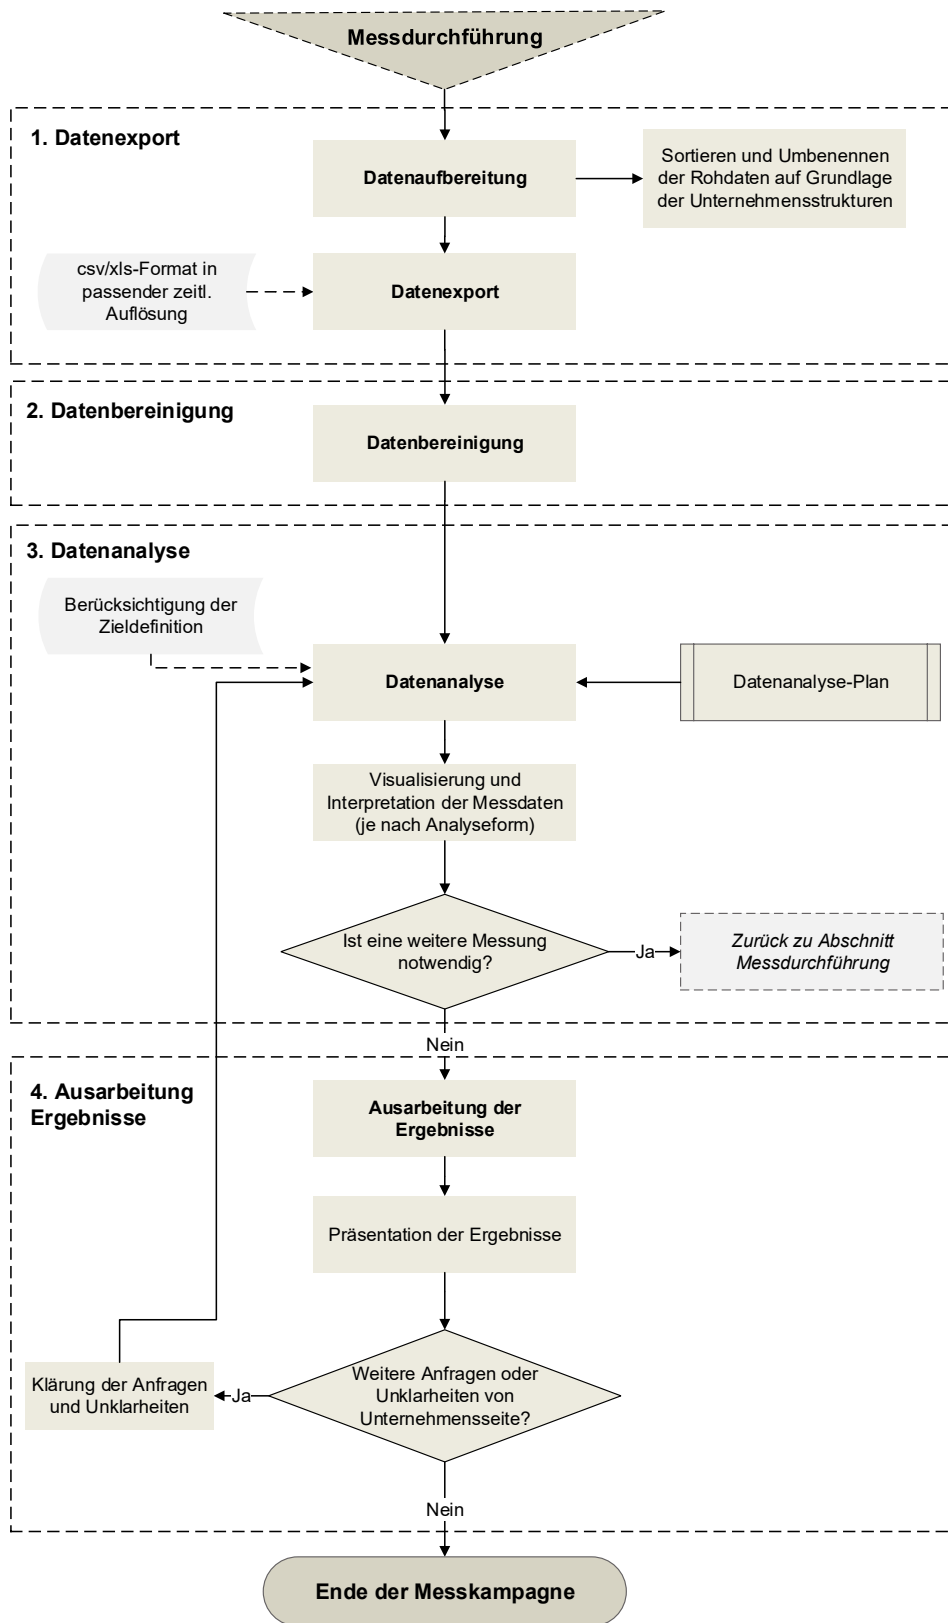 Messdurchführung
1. Datenexport
Datenaufbereitung
Sortieren und Umbenennen
der Rohdaten auf Grundlage
der Unternehmensstrukturen
csv/xls-Format in
passender zeitl.
Auflösung
Datenexport
2. Datenbereinigung
Datenbereinigung
3. Datenanalyse
Berücksichtigung der
Zieldefinition
Datenanalyse
Datenanalyse-Plan
Visualisierung und
Interpretation der Messdaten
(je nach Analyseform)
Ist eine weitere Messung
notwendig?
Ja
Zurück zu Abschnitt
Messdurchführung
Nein
4. Ausarbeitung
Ergebnisse
Ausarbeitung der
Ergebnisse
Präsentation der Ergebnisse
Weitere Anfragen oder
Unklarheiten von
Unternehmensseite?
Ja
Klärung der Anfragen
und Unklarheiten
Nein
Ende der Messkampagne